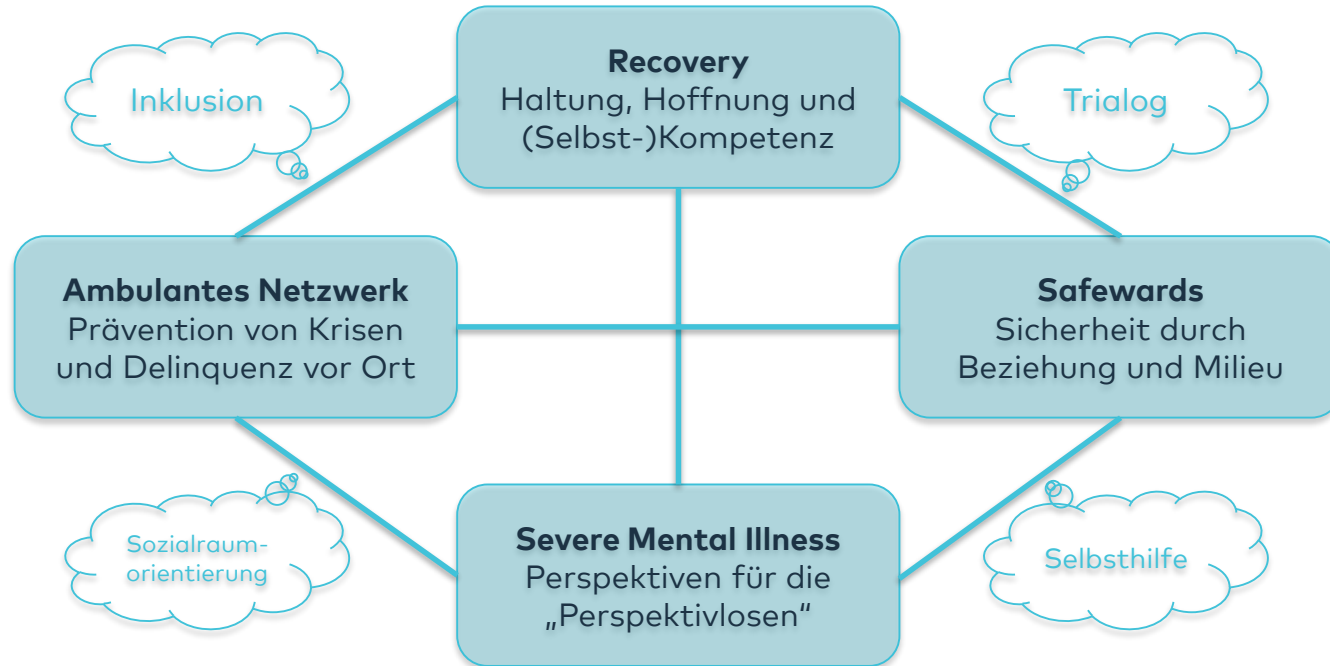 Inklusion
Recovery
Haltung, Hoffnung und
(Selbst-)Kompetenz
Trialog
Ambulantes Netzwerk
Prävention von Krisen
und Delinquenz vor Ort
Safewards
Sicherheit durch
Beziehung und Milieu
Sozialraum-
orientierung
Severe Mental Illness
Perspektiven für die
„Perspektivlosen“
Selbsthilfe